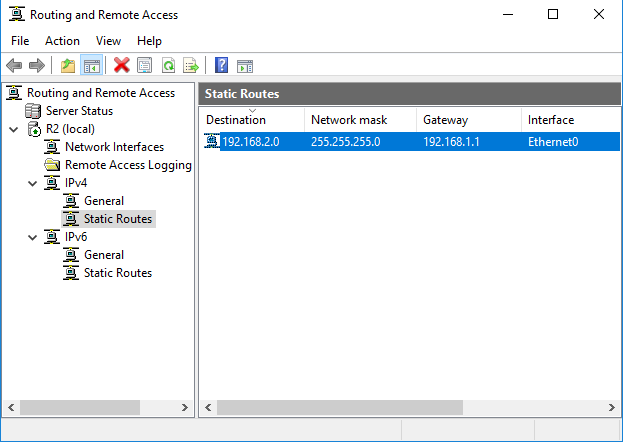 Routing and Remote Access
File Action View Help
Routing and Remote Access
Server Status
R2 (local)
Network Interfaces
Remote Access Logging
IPv4
General
Static Routes
IPv6
General
Static Routes
Static Routes
Destination Network mask Gateway Interface
192.168.2.0 255.255.255.0 192.168.1.1 Ethernet0